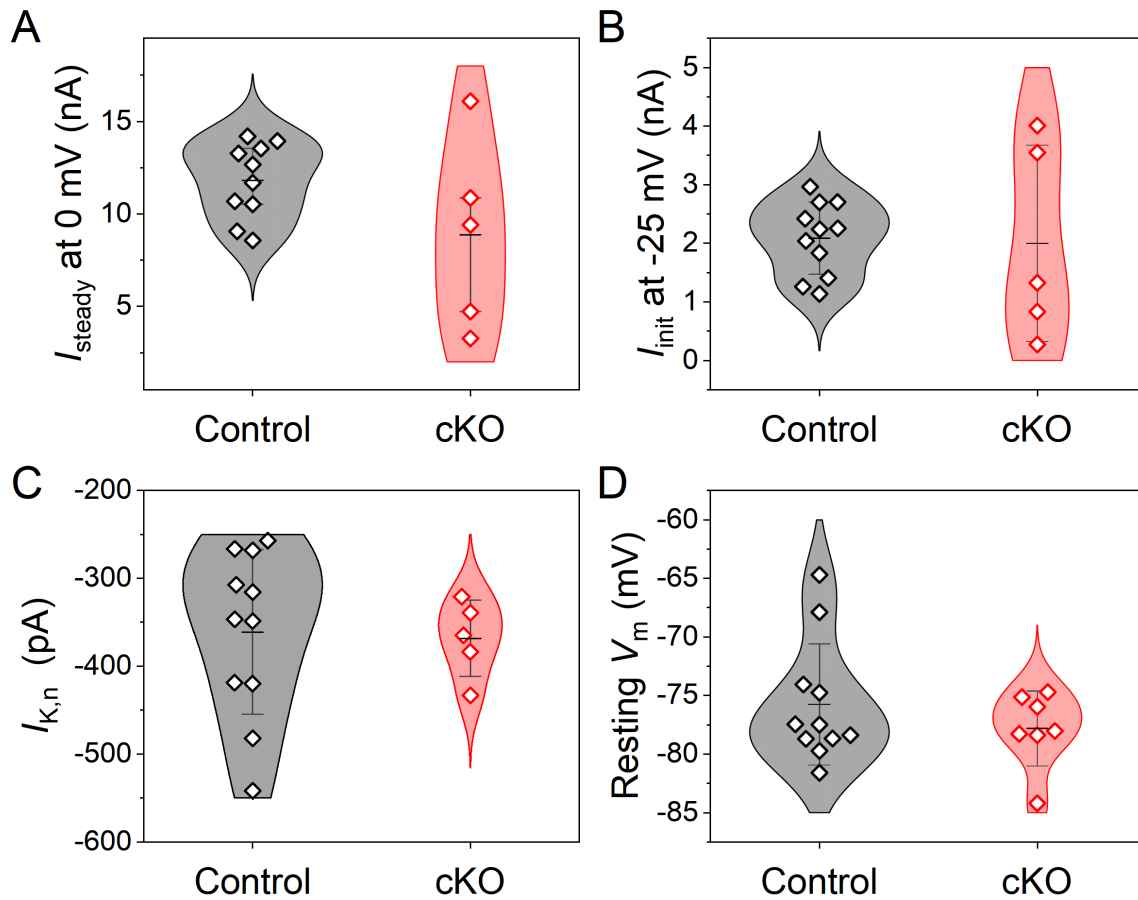 A
I_steady at 0 mV (nA)
15
10
5
Control
cKO
B
I_init at -25 mV (nA)
5
4
3
2
1
0
Control
cKO
C
I_K,n (pA)
-200
-300
-400
-500
-600
Control
cKO
D
Resting V_m (mV)
-60
-65
-70
-75
-80
-85
Control
cKO